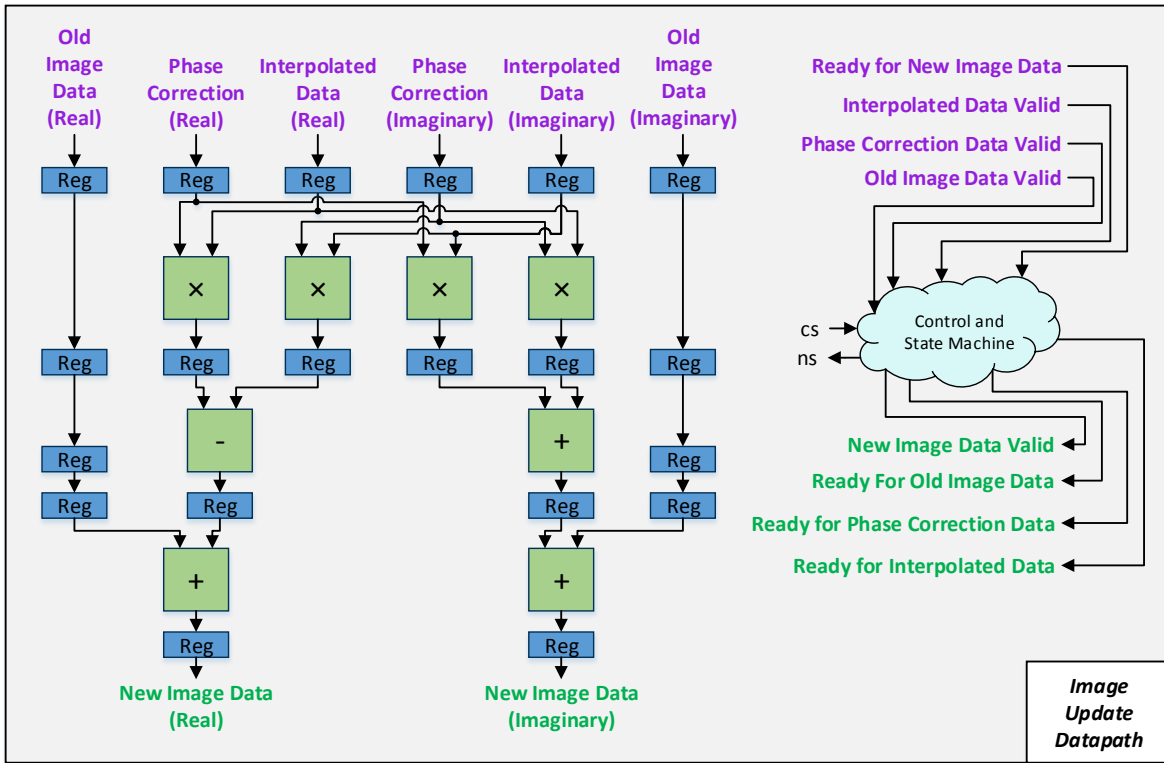 Old
Image
Data
(Real)
Phase
Correction
(Real)
Interpolated
Data
(Real)
Phase
Correction
(Imaginary)
Interpolated
Data
(Imaginary)
Old
Image
Data
(Imaginary)
Ready for New Image Data
Interpolated Data Valid
Phase Correction Data Valid
Old Image Data Valid
Reg
Reg
Reg
Reg
Reg
Reg
×
×
×
×
cs
ns
Control and
State Machine
Reg
Reg
Reg
Reg
Reg
Reg
-
+
Reg
Reg
Reg
Reg
Reg
Reg
+
+
Reg
Reg
New Image Data
(Real)
New Image Data
(Imaginary)
New Image Data Valid
Ready For Old Image Data
Ready for Phase Correction Data
Ready for Interpolated Data
Image
Update
Datapath